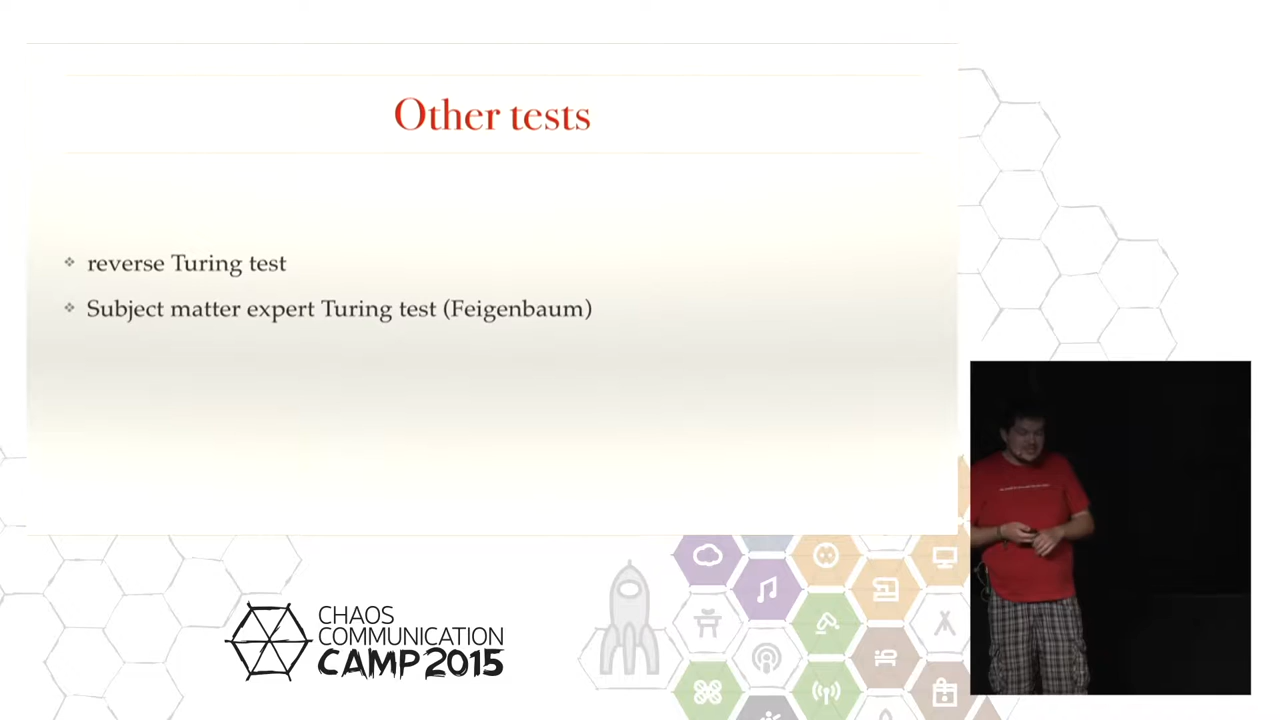 Other tests
reverse Turing test
Subject matter expert Turing test (Feigenbaum)
CHAOS
COMMUNICATION
CAMP 2015